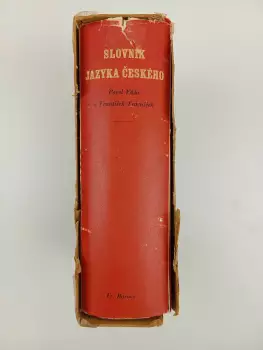 SLOVNÍK
JAZYKA ČESKÉHO
Pavel Váša
a František Trávníček
Fr. Borový